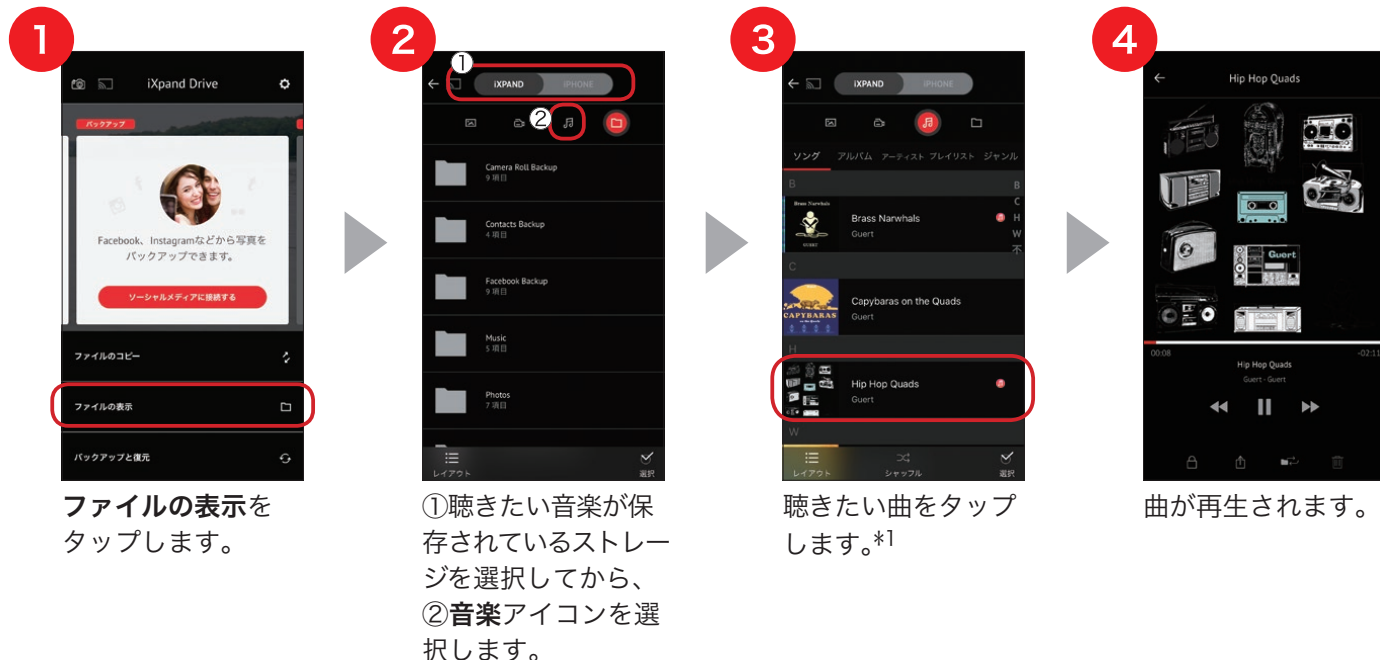 1
iXpand Drive
バックアップ
Facebook、Instagramなどから写真を
バックアップできます。
ソーシャルメディアに接続する
ファイルのコピー
ファイルの表示
バックアップと復元
ファイルの表示を
タップします。
2
①
iXPAND
IPHONE
②
Camera Roll Backup
9 項目
Contacts Backup
4 項目
Facebook Backup
9 項目
Music
5 項目
Photos
7 項目
レイアウト
選択
①聴きたい音楽が保
存されているストレー
ジを選択してから、
②音楽アイコンを選
択します。
3
iXPAND
IPHONE
ソング アルバム アーティスト プレイリスト ジャンル
B
B
C
H
W
不
Brass Narwhals
GUERT
Brass Narwhals
Guert
C
CAPYBARAS
Capybaras on the Quads
Guert
H
Hip Hop Quads
Guert
W
レイアウト
シャッフル
選択
聴きたい曲をタップ
します。*1
4
Hip Hop Quads
Guert
00:08
-02:11
Hip Hop Quads
Guert - Guert
曲が再生されます。